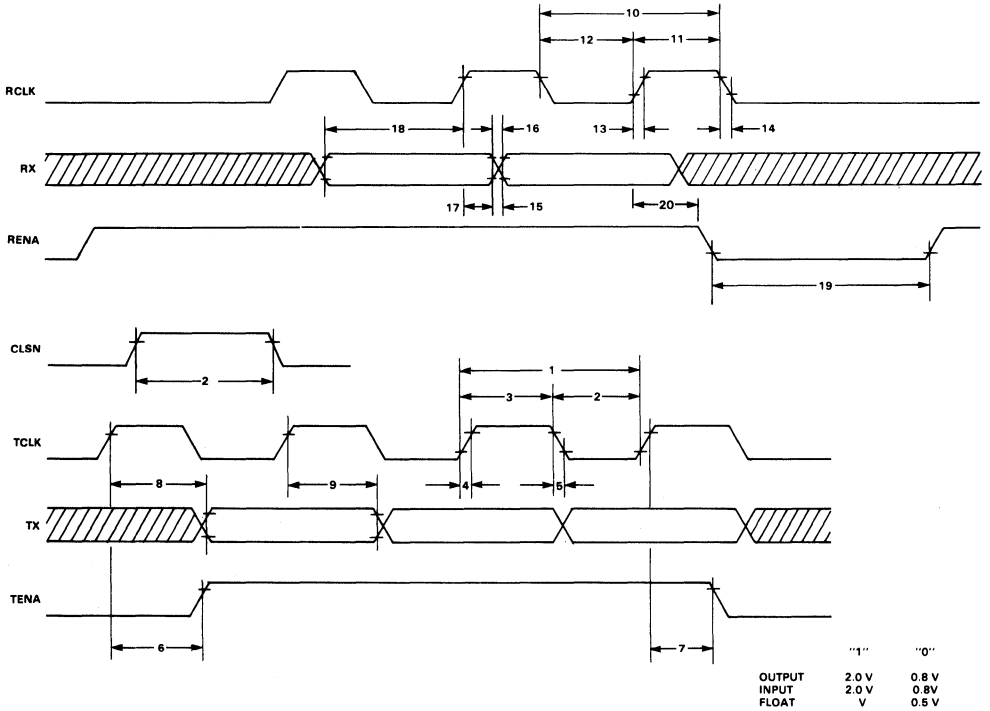 10
12 11
RCLK
18 16 13 14
RX
17 15 20
RENA
19
CLSN
2
1
3 2
TCLK
8 9 4 5
TX
TENA
6 7
"1" "0"
OUTPUT 2.0 V 0.8 V
INPUT 2.0 V 0.8V
FLOAT V 0.5 V